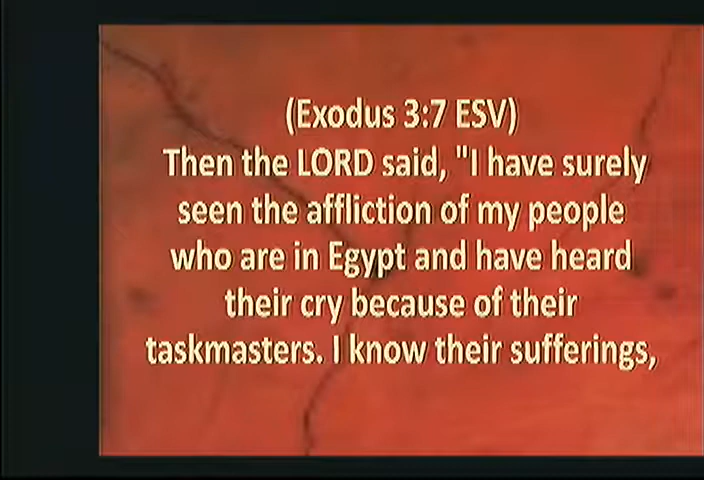 (Exodus 3:7 ESV)
Then the LORD said, "I have surely
seen the affliction of my people
who are in Egypt and have heard
their cry because of their
taskmasters. I know their sufferings,